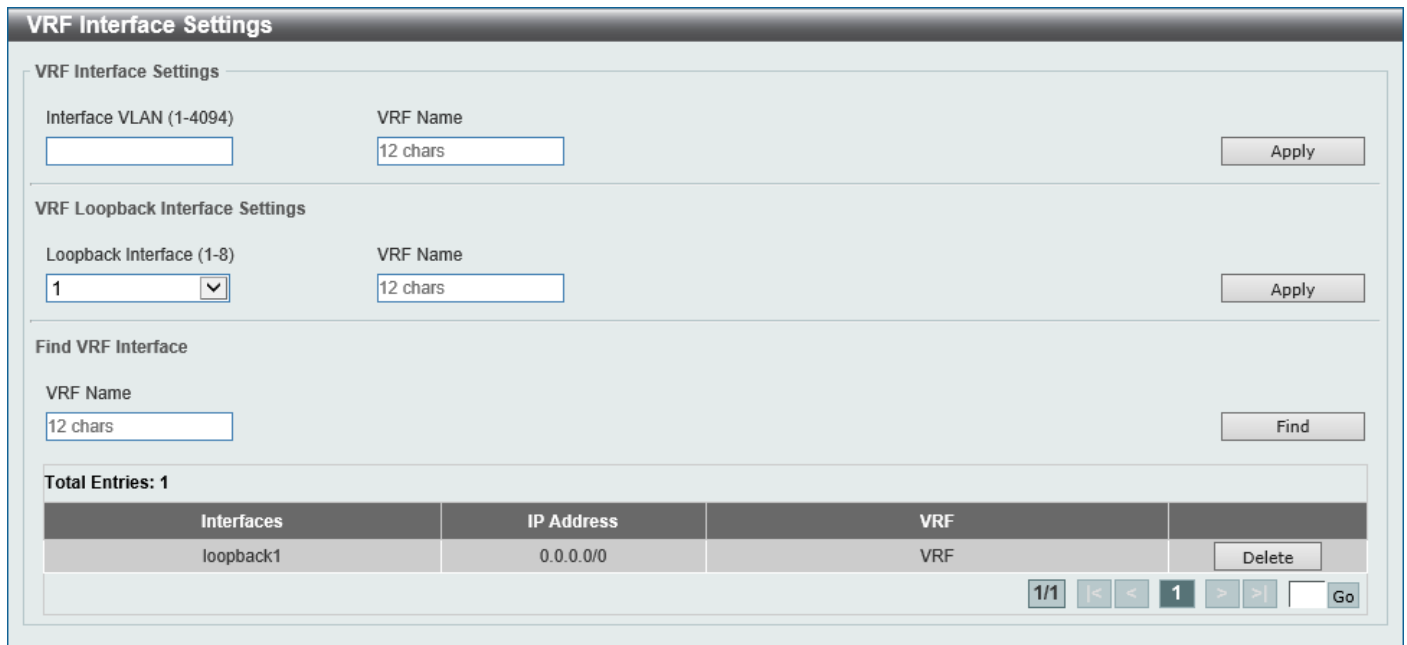 VRF Interface Settings
VRF Interface Settings
Interface VLAN (1-4094) VRF Name
12 chars Apply
VRF Loopback Interface Settings
Loopback Interface (1-8) VRF Name
1 12 chars Apply
Find VRF Interface
VRF Name
12 chars Find
Total Entries: 1
Interfaces IP Address VRF
loopback1 0.0.0.0/0 VRF Delete
1/1 |< < 1 > >| Go